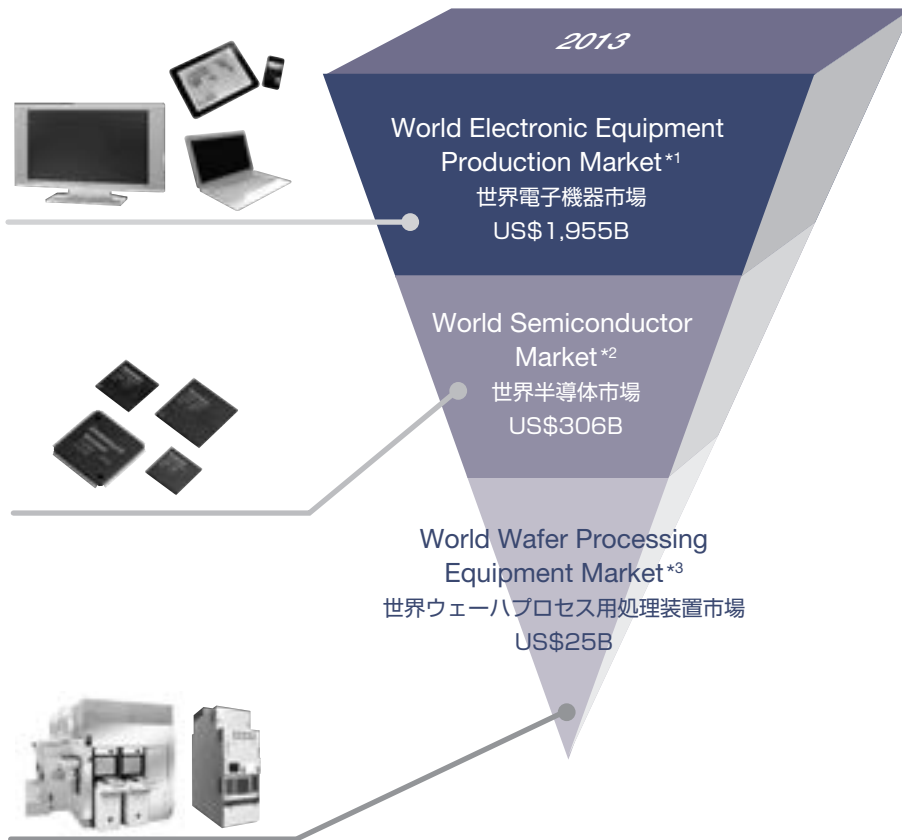 2013
World Electronic Equipment
Production Market*1
世界電子機器市場
US$1,955B
World Semiconductor
Market*2
世界半導体市場
US$306B
World Wafer Processing
Equipment Market*3
世界ウェーハプロセス用処理装置市場
US$25B